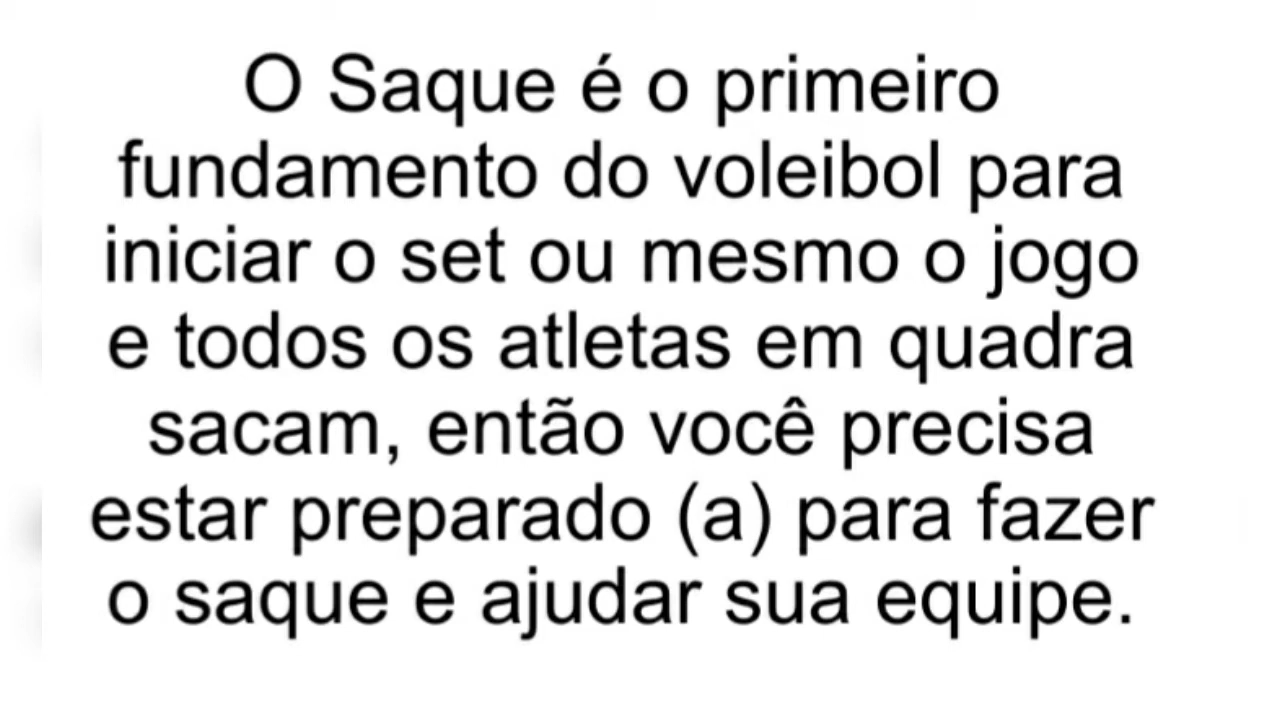 O Saque é o primeiro
fundamento do voleibol para
iniciar o set ou mesmo o jogo
e todos os atletas em quadra
sacam, então você precisa
estar preparado (a) para fazer
o saque e ajudar sua equipe.